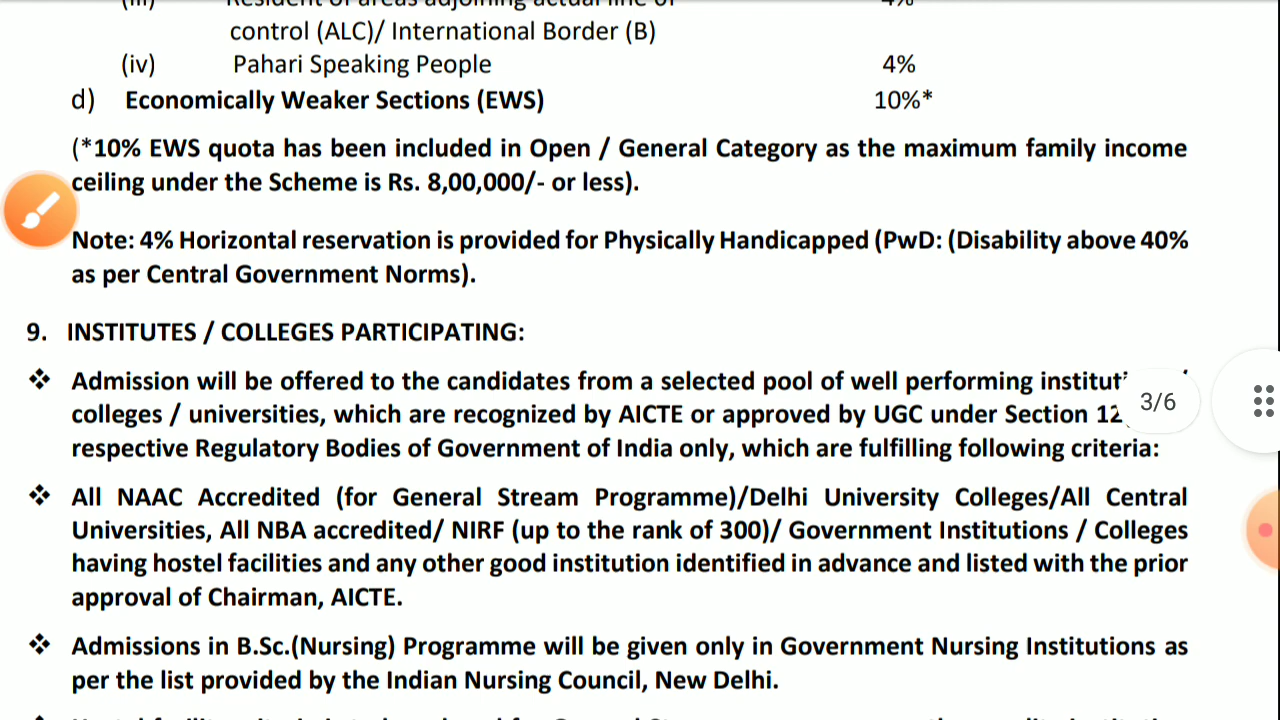 control (ALC)/ International Border (B)
(iv) Pahari Speaking People 4%
d) Economically Weaker Sections (EWS) 10%*
(*10% EWS quota has been included in Open / General Category as the maximum family income
ceiling under the Scheme is Rs. 8,00,000/- or less).
Note: 4% Horizontal reservation is provided for Physically Handicapped (PwD: (Disability above 40%
as per Central Government Norms).
9. INSTITUTES / COLLEGES PARTICIPATING:
❖ Admission will be offered to the candidates from a selected pool of well performing
colleges / universities, which are recognized by AICTE or approved by UGC under Section
3/6
respective Regulatory Bodies of Government of India only, which are fulfilling following criteria:
❖ All NAAC Accredited (for General Stream Programme)/Delhi University Colleges/All Central
Universities, All NBA accredited/ NIRF (up to the rank of 300)/ Government Institutions / Colleges
having hostel facilities and any other good institution identified in advance and listed with the prior
approval of Chairman, AICTE.
❖ Admissions in B.Sc.(Nursing) Programme will be given only in Government Nursing Institutions as
per the list provided by the Indian Nursing Council, New Delhi.